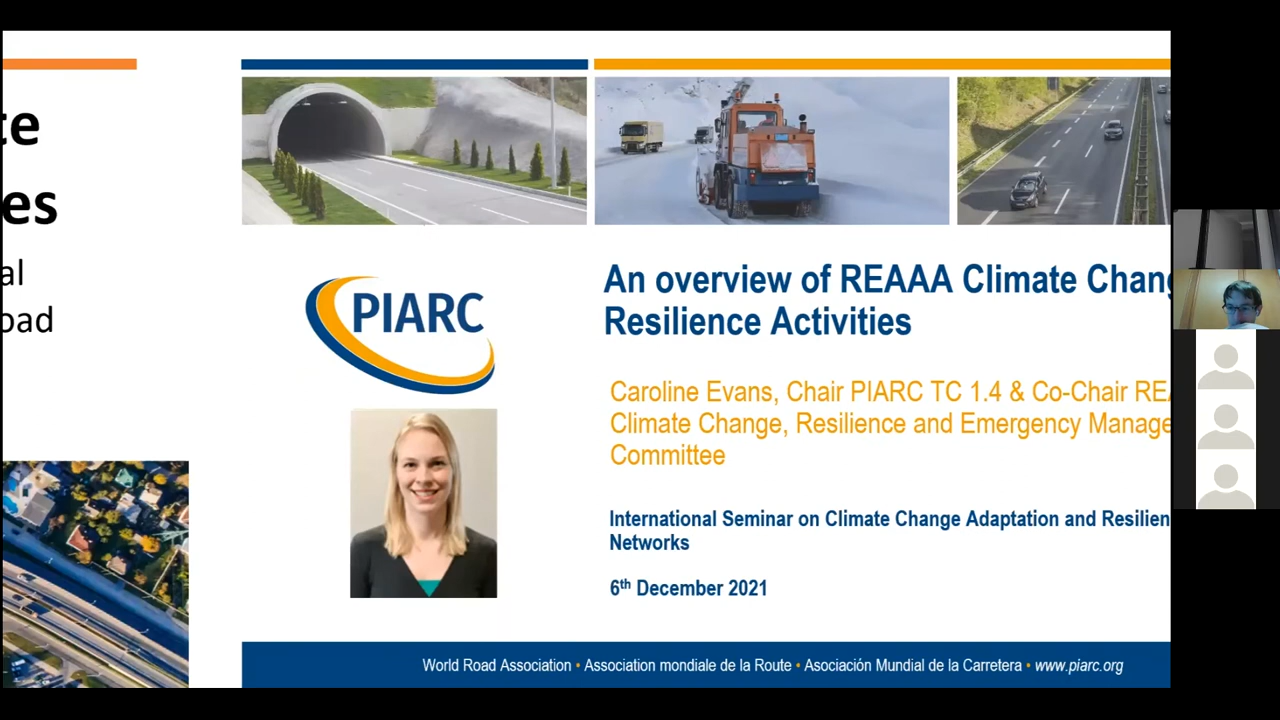 te
es
al
oad
PIARC
An overview of REAAA Climate Chang
Resilience Activities
Caroline Evans, Chair PIARC TC 1.4 & Co-Chair REA
Climate Change, Resilience and Emergency Manage
Committee
International Seminar on Climate Change Adaptation and Resilien
Networks
6th December 2021
World Road Association • Association mondiale de la Route • Asociación Mundial de la Carretera • www.piarc.org